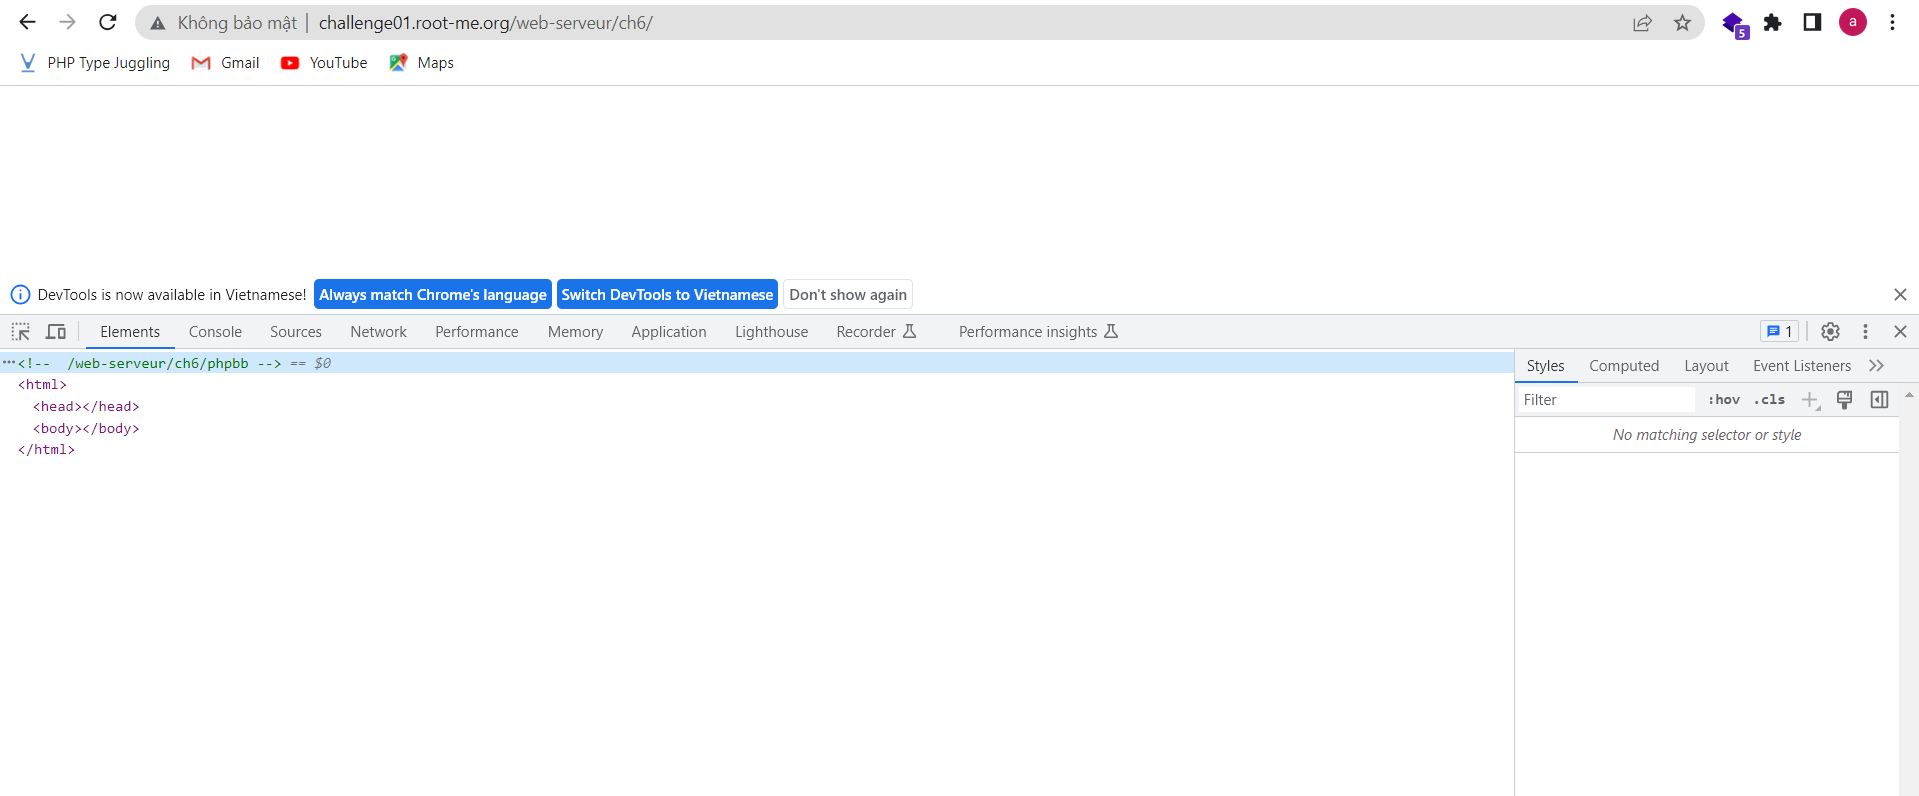 Không bảo mật | challenge01.root-me.org/web-serveur/ch6/
5
a
PHP Type Juggling Gmail YouTube Maps
DevTools is now available in Vietnamese! Always match Chrome's language Switch DevTools to Vietnamese Don't show again
Elements Console Sources Network Performance Memory Application Lighthouse Recorder Performance insights 1
<!--  /web-serveur/ch6/phpbb --> == $0
<html>
<head></head>
<body></body>
</html>
Styles Computed Layout Event Listeners
Filter :hov .cls
No matching selector or style